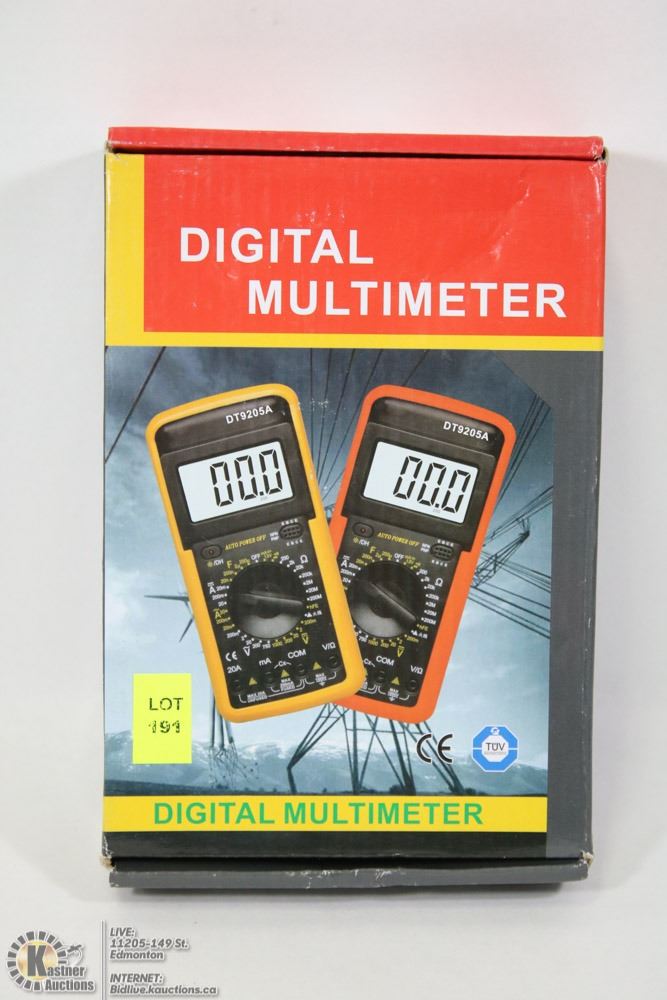 DIGITAL
MULTIMETER
DT9205A
DT9205A
00.0
00.0
AUTO POWER OFF
AUTO POWER OFF
20A
mA
COM
V/Ω
COM
V/Ω
LOT
191
CE
TÜV
DIGITAL MULTIMETER
Kastner
Auctions
LIVE:
11205-149 St.
Edmonton
INTERNET:
Bidlive.kauctions.ca